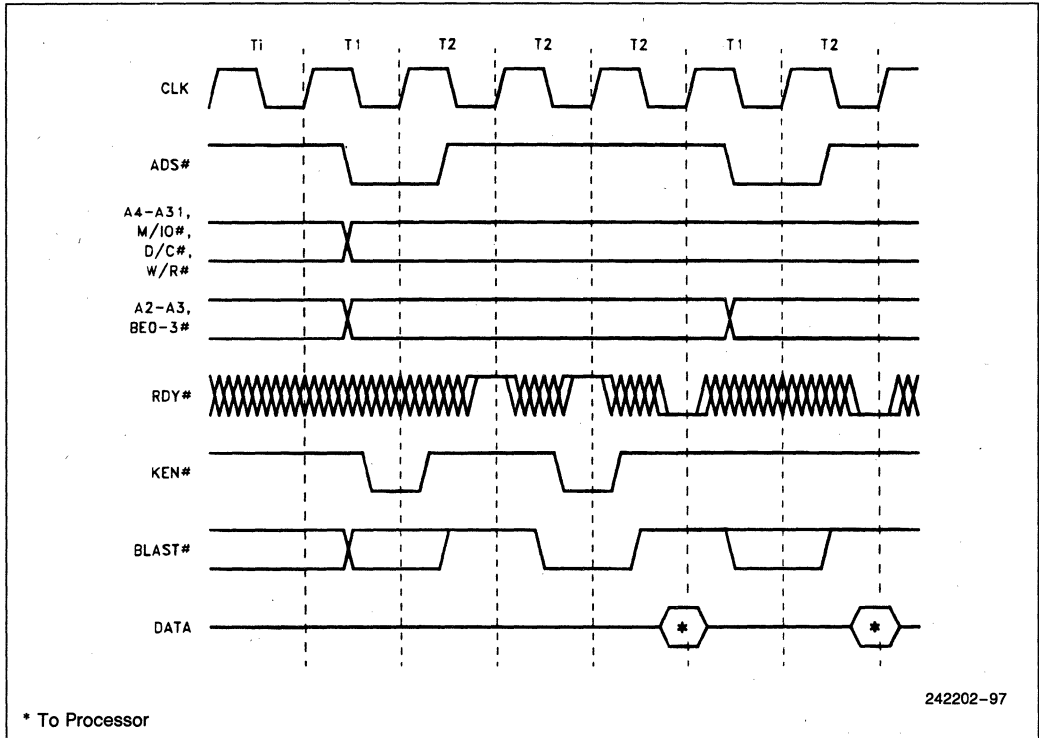 Ti T1 T2 T2 T2 T1 T2
CLK
ADS#
A4-A31,
M/IO#,
D/C#,
W/R#
A2-A3,
BE0-3#
RDY#
KEN#
BLAST#
DATA * *
242202-97
* To Processor